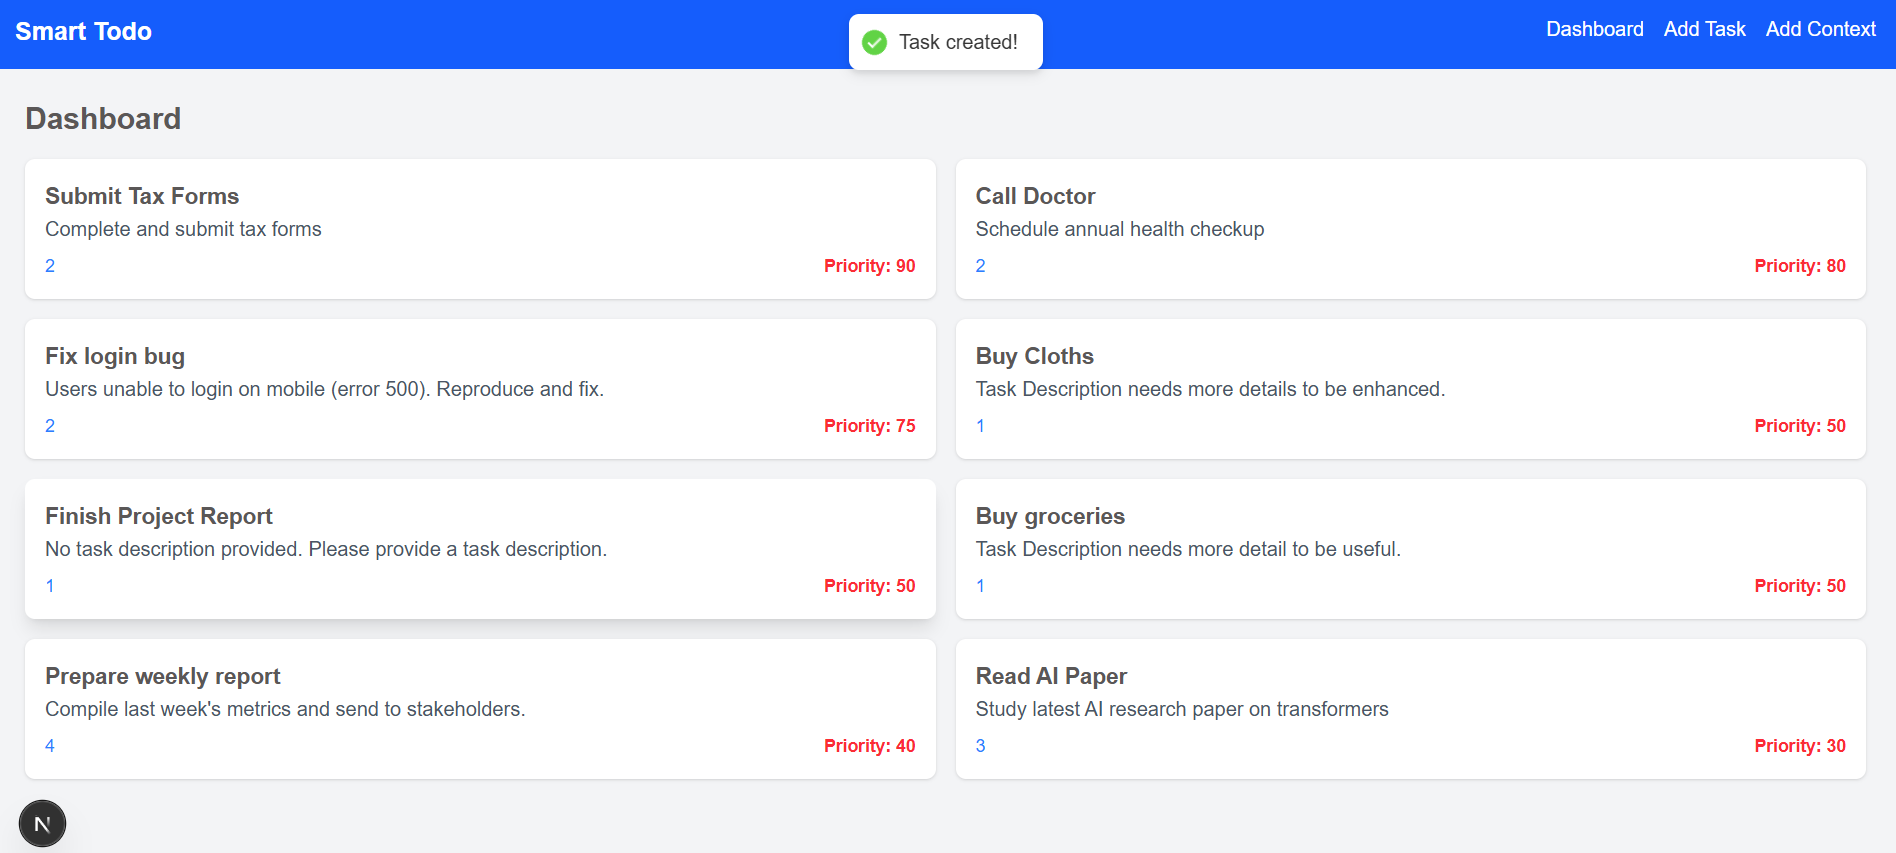 Smart Todo
Task created!
Dashboard Add Task Add Context
Dashboard
Submit Tax Forms
Complete and submit tax forms
2 Priority: 90
Call Doctor
Schedule annual health checkup
2 Priority: 80
Fix login bug
Users unable to login on mobile (error 500). Reproduce and fix.
2 Priority: 75
Buy Cloths
Task Description needs more details to be enhanced.
1 Priority: 50
Finish Project Report
No task description provided. Please provide a task description.
1 Priority: 50
Buy groceries
Task Description needs more detail to be useful.
1 Priority: 50
Prepare weekly report
Compile last week's metrics and send to stakeholders.
4 Priority: 40
Read AI Paper
Study latest AI research paper on transformers
3 Priority: 30
N